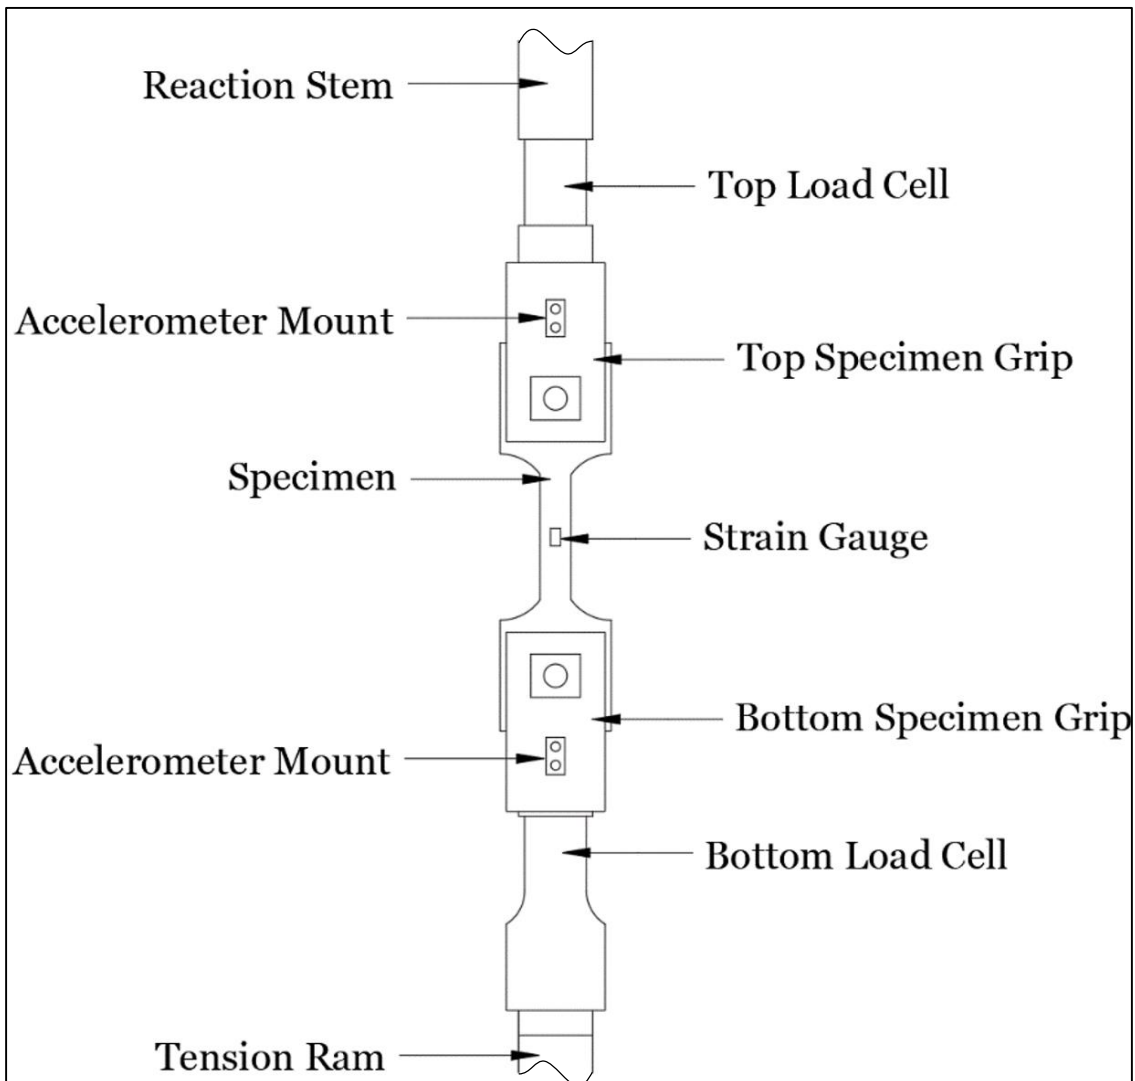 Reaction Stem
Top Load Cell
Accelerometer Mount
Top Specimen Grip
Specimen
Strain Gauge
Bottom Specimen Grip
Accelerometer Mount
Bottom Load Cell
Tension Ram